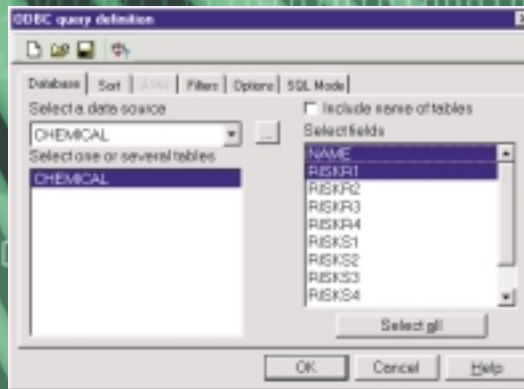 ODBC query definition
Database Sort Filters Options SQL Mode
Select a data source
CHEMICAL
...
Select one or several tables
CHEMICAL
Include name of tables
Select fields
NAME
RISKR1
RISKR2
RISKR3
RISKR4
RISKS1
RISKS2
RISKS3
RISKS4
Select all
OK Cancel Help